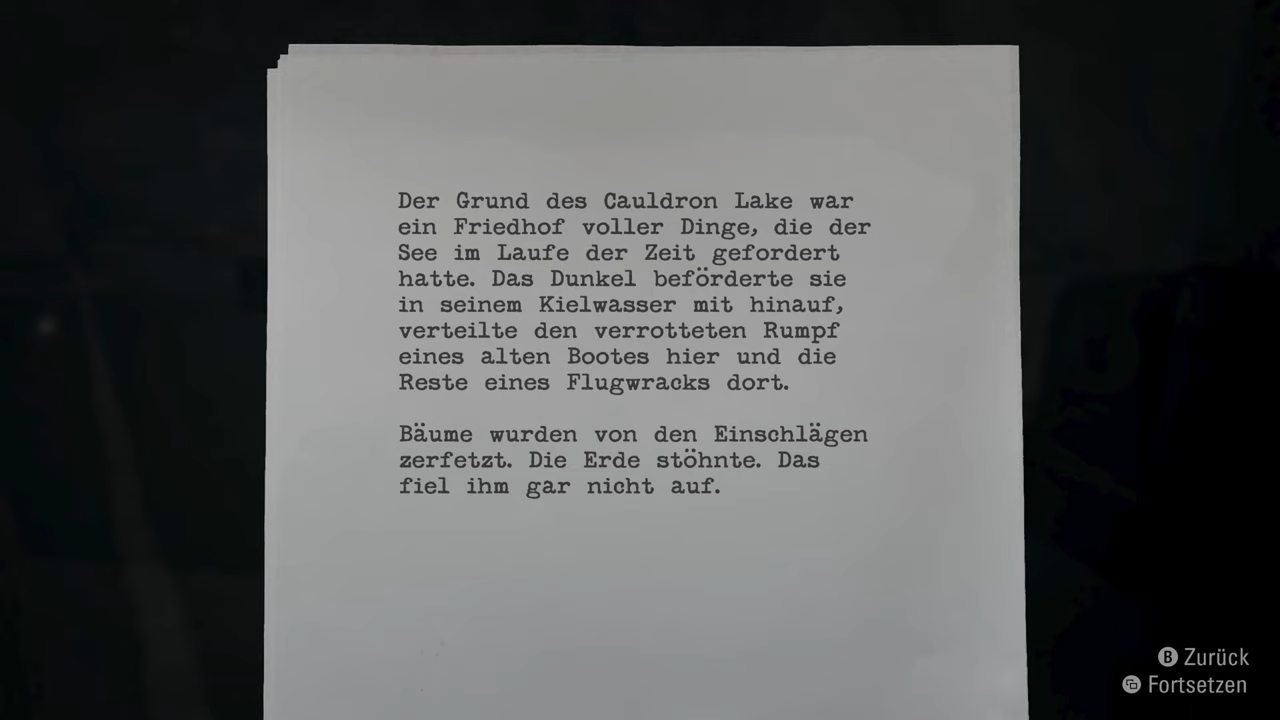 Der Grund des Cauldron Lake war
ein Friedhof voller Dinge, die der
See im Laufe der Zeit gefordert
hatte. Das Dunkel beförderte sie
in seinem Kielwasser mit hinauf,
verteilte den verrotteten Rumpf
eines alten Bootes hier und die
Reste eines Flugwracks dort.
Bäume wurden von den Einschlägen
zerfetzt. Die Erde stöhnte. Das
fiel ihm gar nicht auf.
B Zurück
Fortsetzen